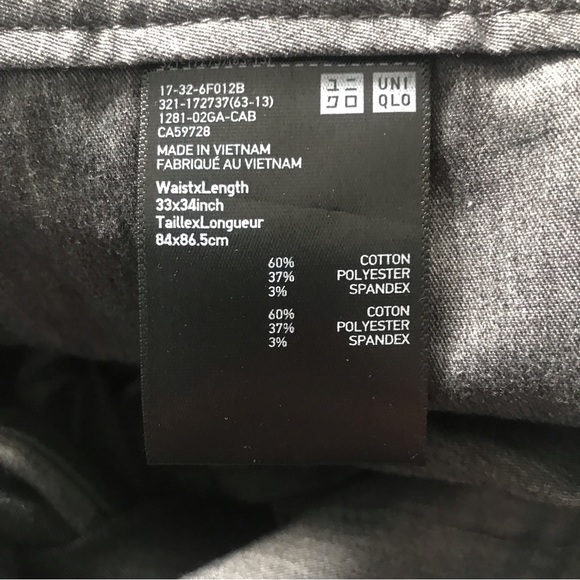 17-32-6F012B
321-172737(63-13)
1281-02GA-CAB
CA59728
ユニ
クロ
UNI
QLO
MADE IN VIETNAM
FABRIQUÉ AU VIETNAM
WaistxLength
33x34inch
TaillexLongueur
84x86.5cm
60% COTTON
37% POLYESTER
3% SPANDEX
60% COTON
37% POLYESTER
3% SPANDEX